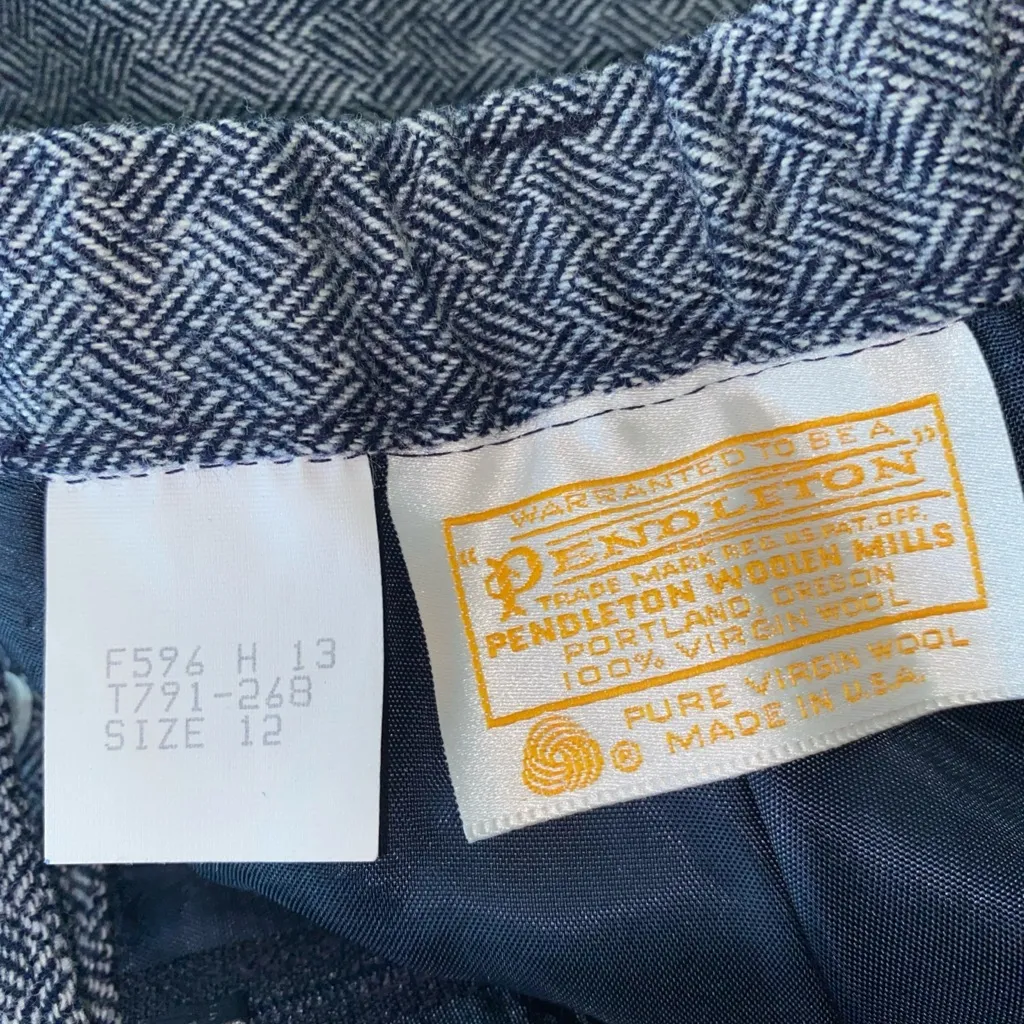 F596 H 13
T791-268
SIZE 12
WARRANTED TO BE A
"PENDLETON"
TRADE MARK REG. U.S. PAT. OFF.
PENDLETON WOOLEN MILLS
PORTLAND, OREGON
100% VIRGIN WOOL
PURE VIRGIN WOOL
® MADE IN U.S.A.